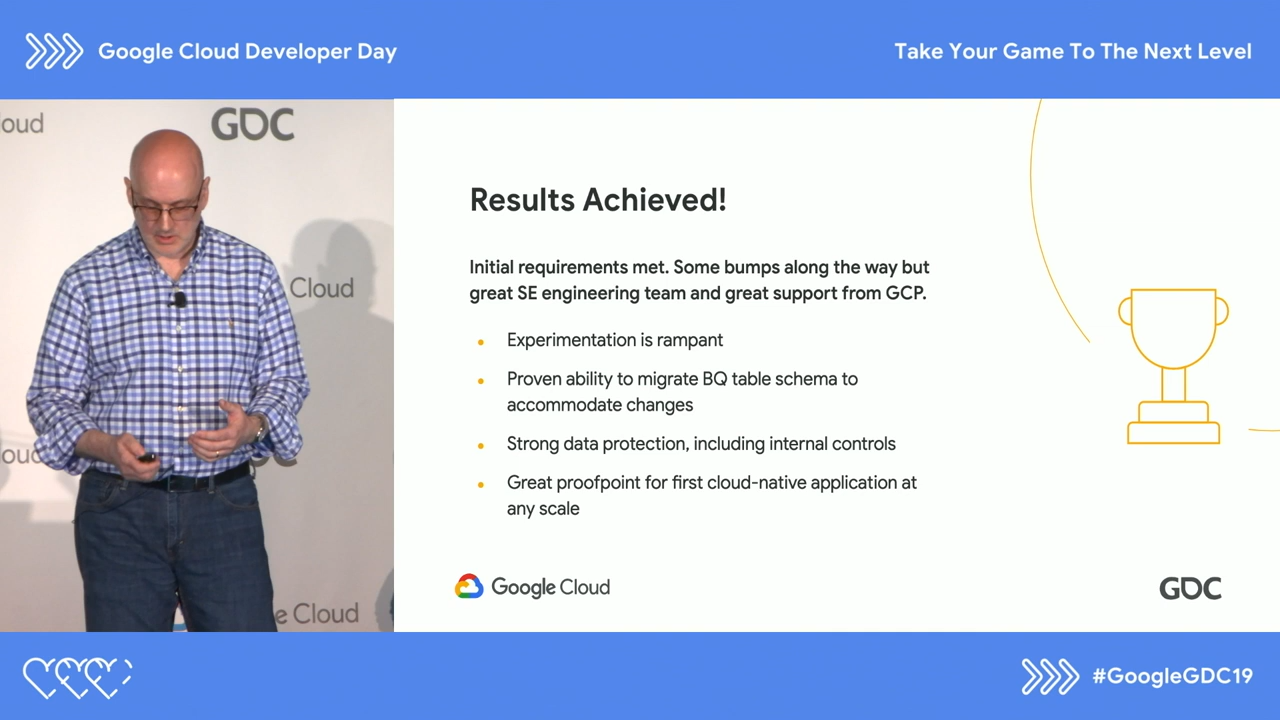 Google Cloud Developer Day
Take Your Game To The Next Level
loud
GDC
Cloud
loud
e Cloud
Results Achieved!
Initial requirements met. Some bumps along the way but
great SE engineering team and great support from GCP.
Experimentation is rampant
Proven ability to migrate BQ table schema to
accommodate changes
Strong data protection, including internal controls
Great proofpoint for first cloud-native application at
any scale
Google Cloud
GDC
#GoogleGDC19